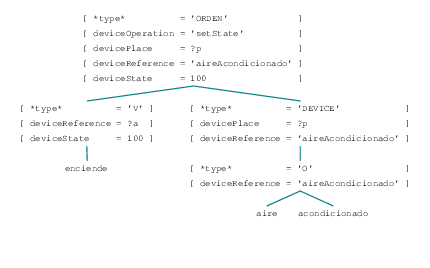 [ *type* = 'ORDEN' ]
[ deviceOperation = 'setState' ]
[ devicePlace = ?p ]
[ deviceReference = 'aireAcondicionado' ]
[ deviceState = 100 ]
[ *type* = 'V' ] [ *type* = 'DEVICE' ]
[ deviceReference = ?a ] [ devicePlace = ?p ]
[ deviceState = 100 ] [ deviceReference = 'aireAcondicionado' ]
enciende [ *type* = 'O' ]
[ deviceReference = 'aireAcondicionado' ]
aire acondicionado